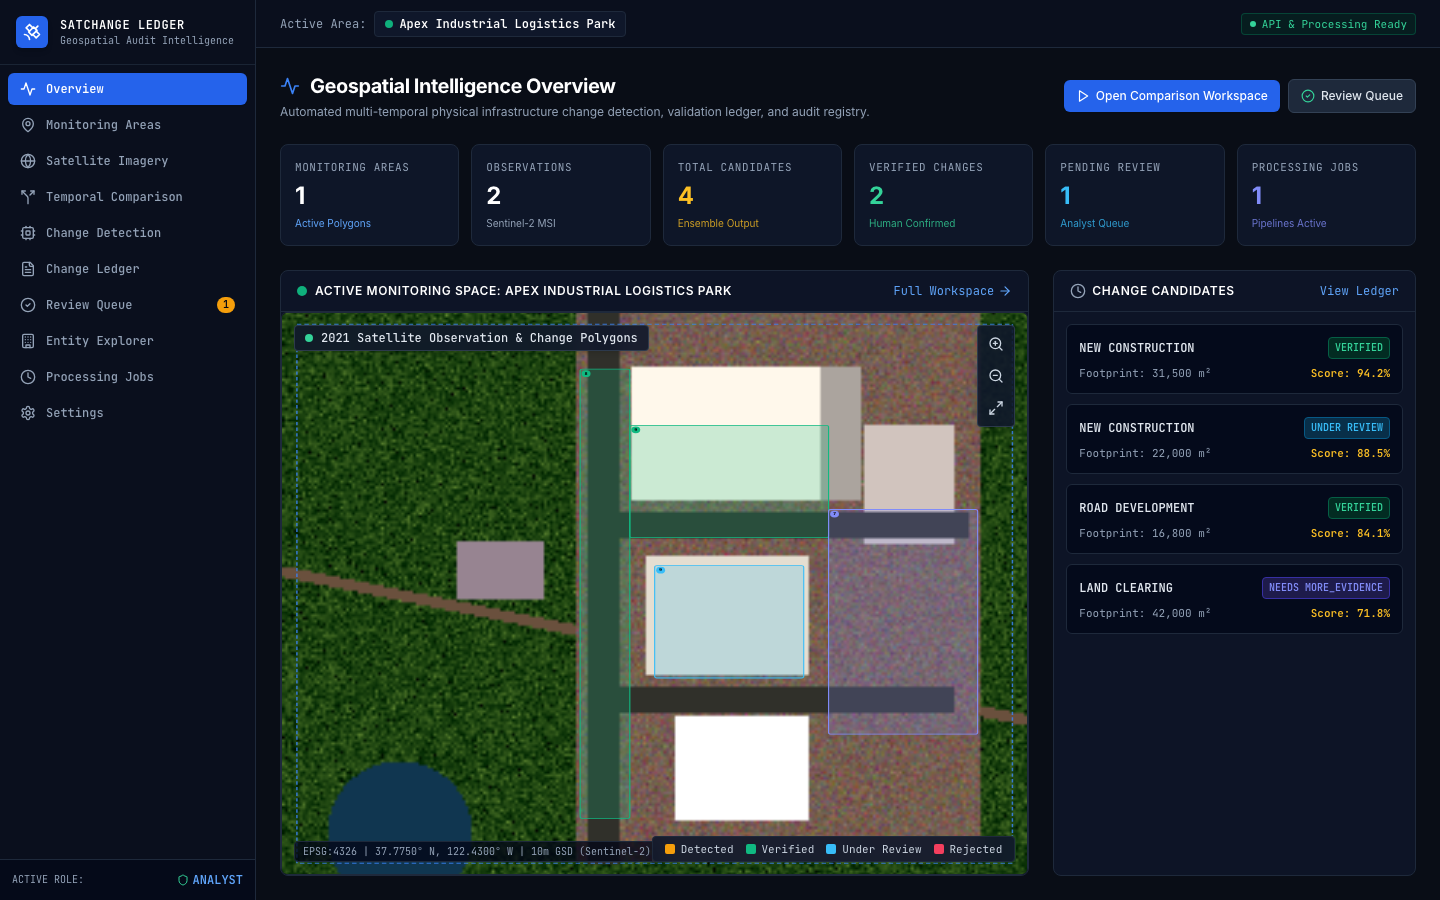 SATCHANGE LEDGER
Geospatial Audit Intelligence
Overview
Monitoring Areas
Satellite Imagery
Temporal Comparison
Change Detection
Change Ledger
Review Queue 1
Entity Explorer
Processing Jobs
Settings
ACTIVE ROLE: ANALYST
Active Area: Apex Industrial Logistics Park
API & Processing Ready
Geospatial Intelligence Overview
Automated multi-temporal physical infrastructure change detection, validation ledger, and audit registry.
Open Comparison Workspace
Review Queue
MONITORING AREAS
1
Active Polygons
OBSERVATIONS
2
Sentinel-2 MSI
TOTAL CANDIDATES
4
Ensemble Output
VERIFIED CHANGES
2
Human Confirmed
PENDING REVIEW
1
Analyst Queue
PROCESSING JOBS
1
Pipelines Active
ACTIVE MONITORING SPACE: APEX INDUSTRIAL LOGISTICS PARK
Full Workspace
2021 Satellite Observation & Change Polygons
EPSG:4326 | 37.7750° N, 122.4300° W | 10m GSD (Sentinel-2)
Detected
Verified
Under Review
Rejected
CHANGE CANDIDATES
View Ledger
NEW CONSTRUCTION VERIFIED
Footprint: 31,500 m² Score: 94.2%
NEW CONSTRUCTION UNDER REVIEW
Footprint: 22,000 m² Score: 88.5%
ROAD DEVELOPMENT VERIFIED
Footprint: 16,800 m² Score: 84.1%
LAND CLEARING NEEDS MORE_EVIDENCE
Footprint: 42,000 m² Score: 71.8%